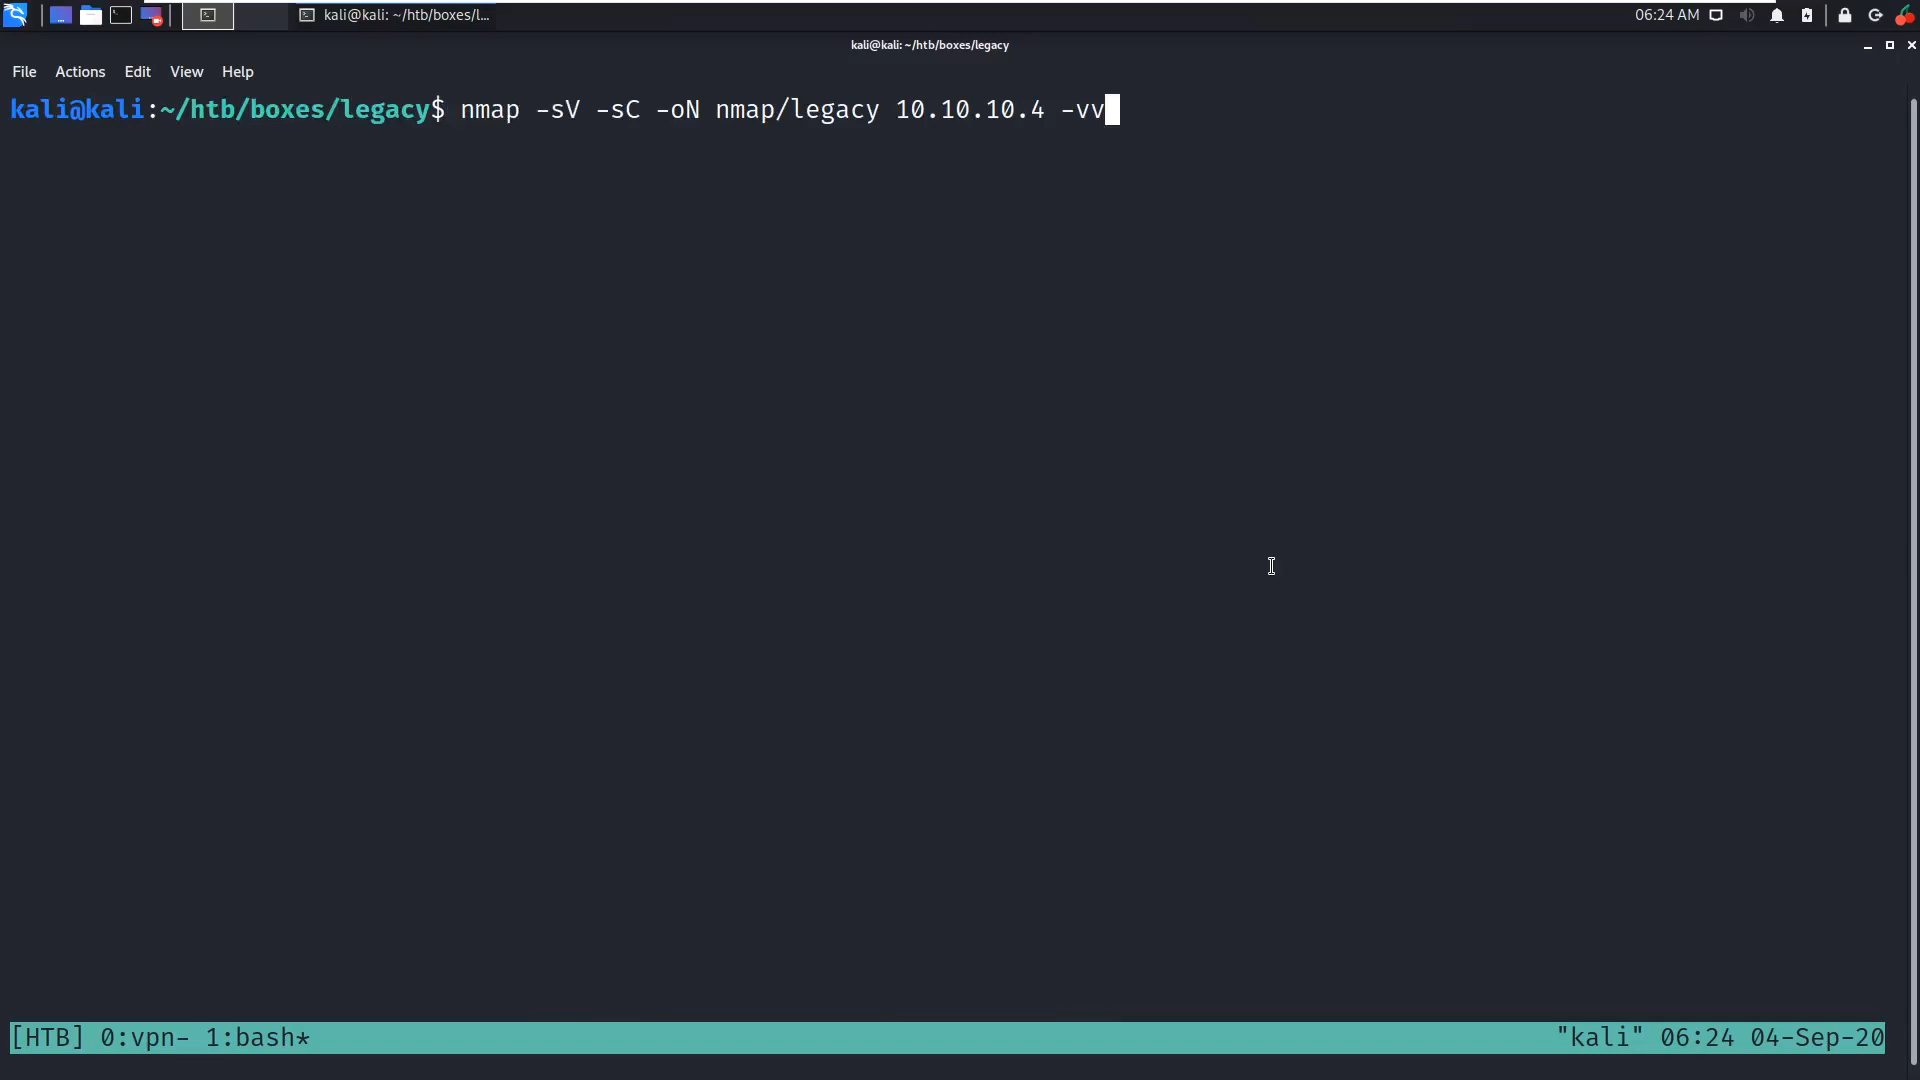 kali@kali: ~/htb/boxes/l...
06:24 AM
kali@kali: ~/htb/boxes/legacy
File Actions Edit View Help
kali@kali:~/htb/boxes/legacy$ nmap -sV -sC -oN nmap/legacy 10.10.10.4 -vv
[HTB] 0:vpn- 1:bash* "kali" 06:24 04-Sep-20